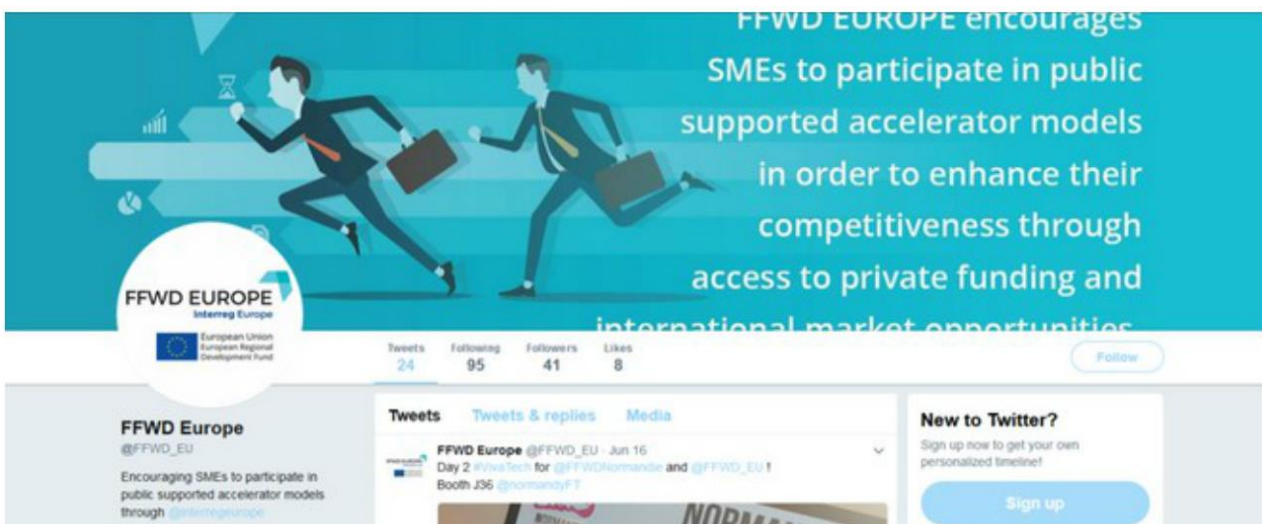 FFWD EUROPE encourages
SMEs to participate in public
supported accelerator models
in order to enhance their
competitiveness through
access to private funding and
international market opportunities.
FFWD EUROPE
Interreg Europe
European Union
European Regional
Development Fund
Tweets Following Followers Likes
24 95 41 8
Follow
FFWD Europe
@FFWD_EU
Encouraging SMEs to participate in
public supported accelerator models
through @interregeurope
Tweets Tweets & replies Media
FFWD Europe @FFWD_EU · Jun 16
Day 2 #VivaTech for @FFWDNormandie and @FFWD_EU !
Booth J36 @normandyFT
New to Twitter?
Sign up now to get your own
personalized timeline!
Sign up